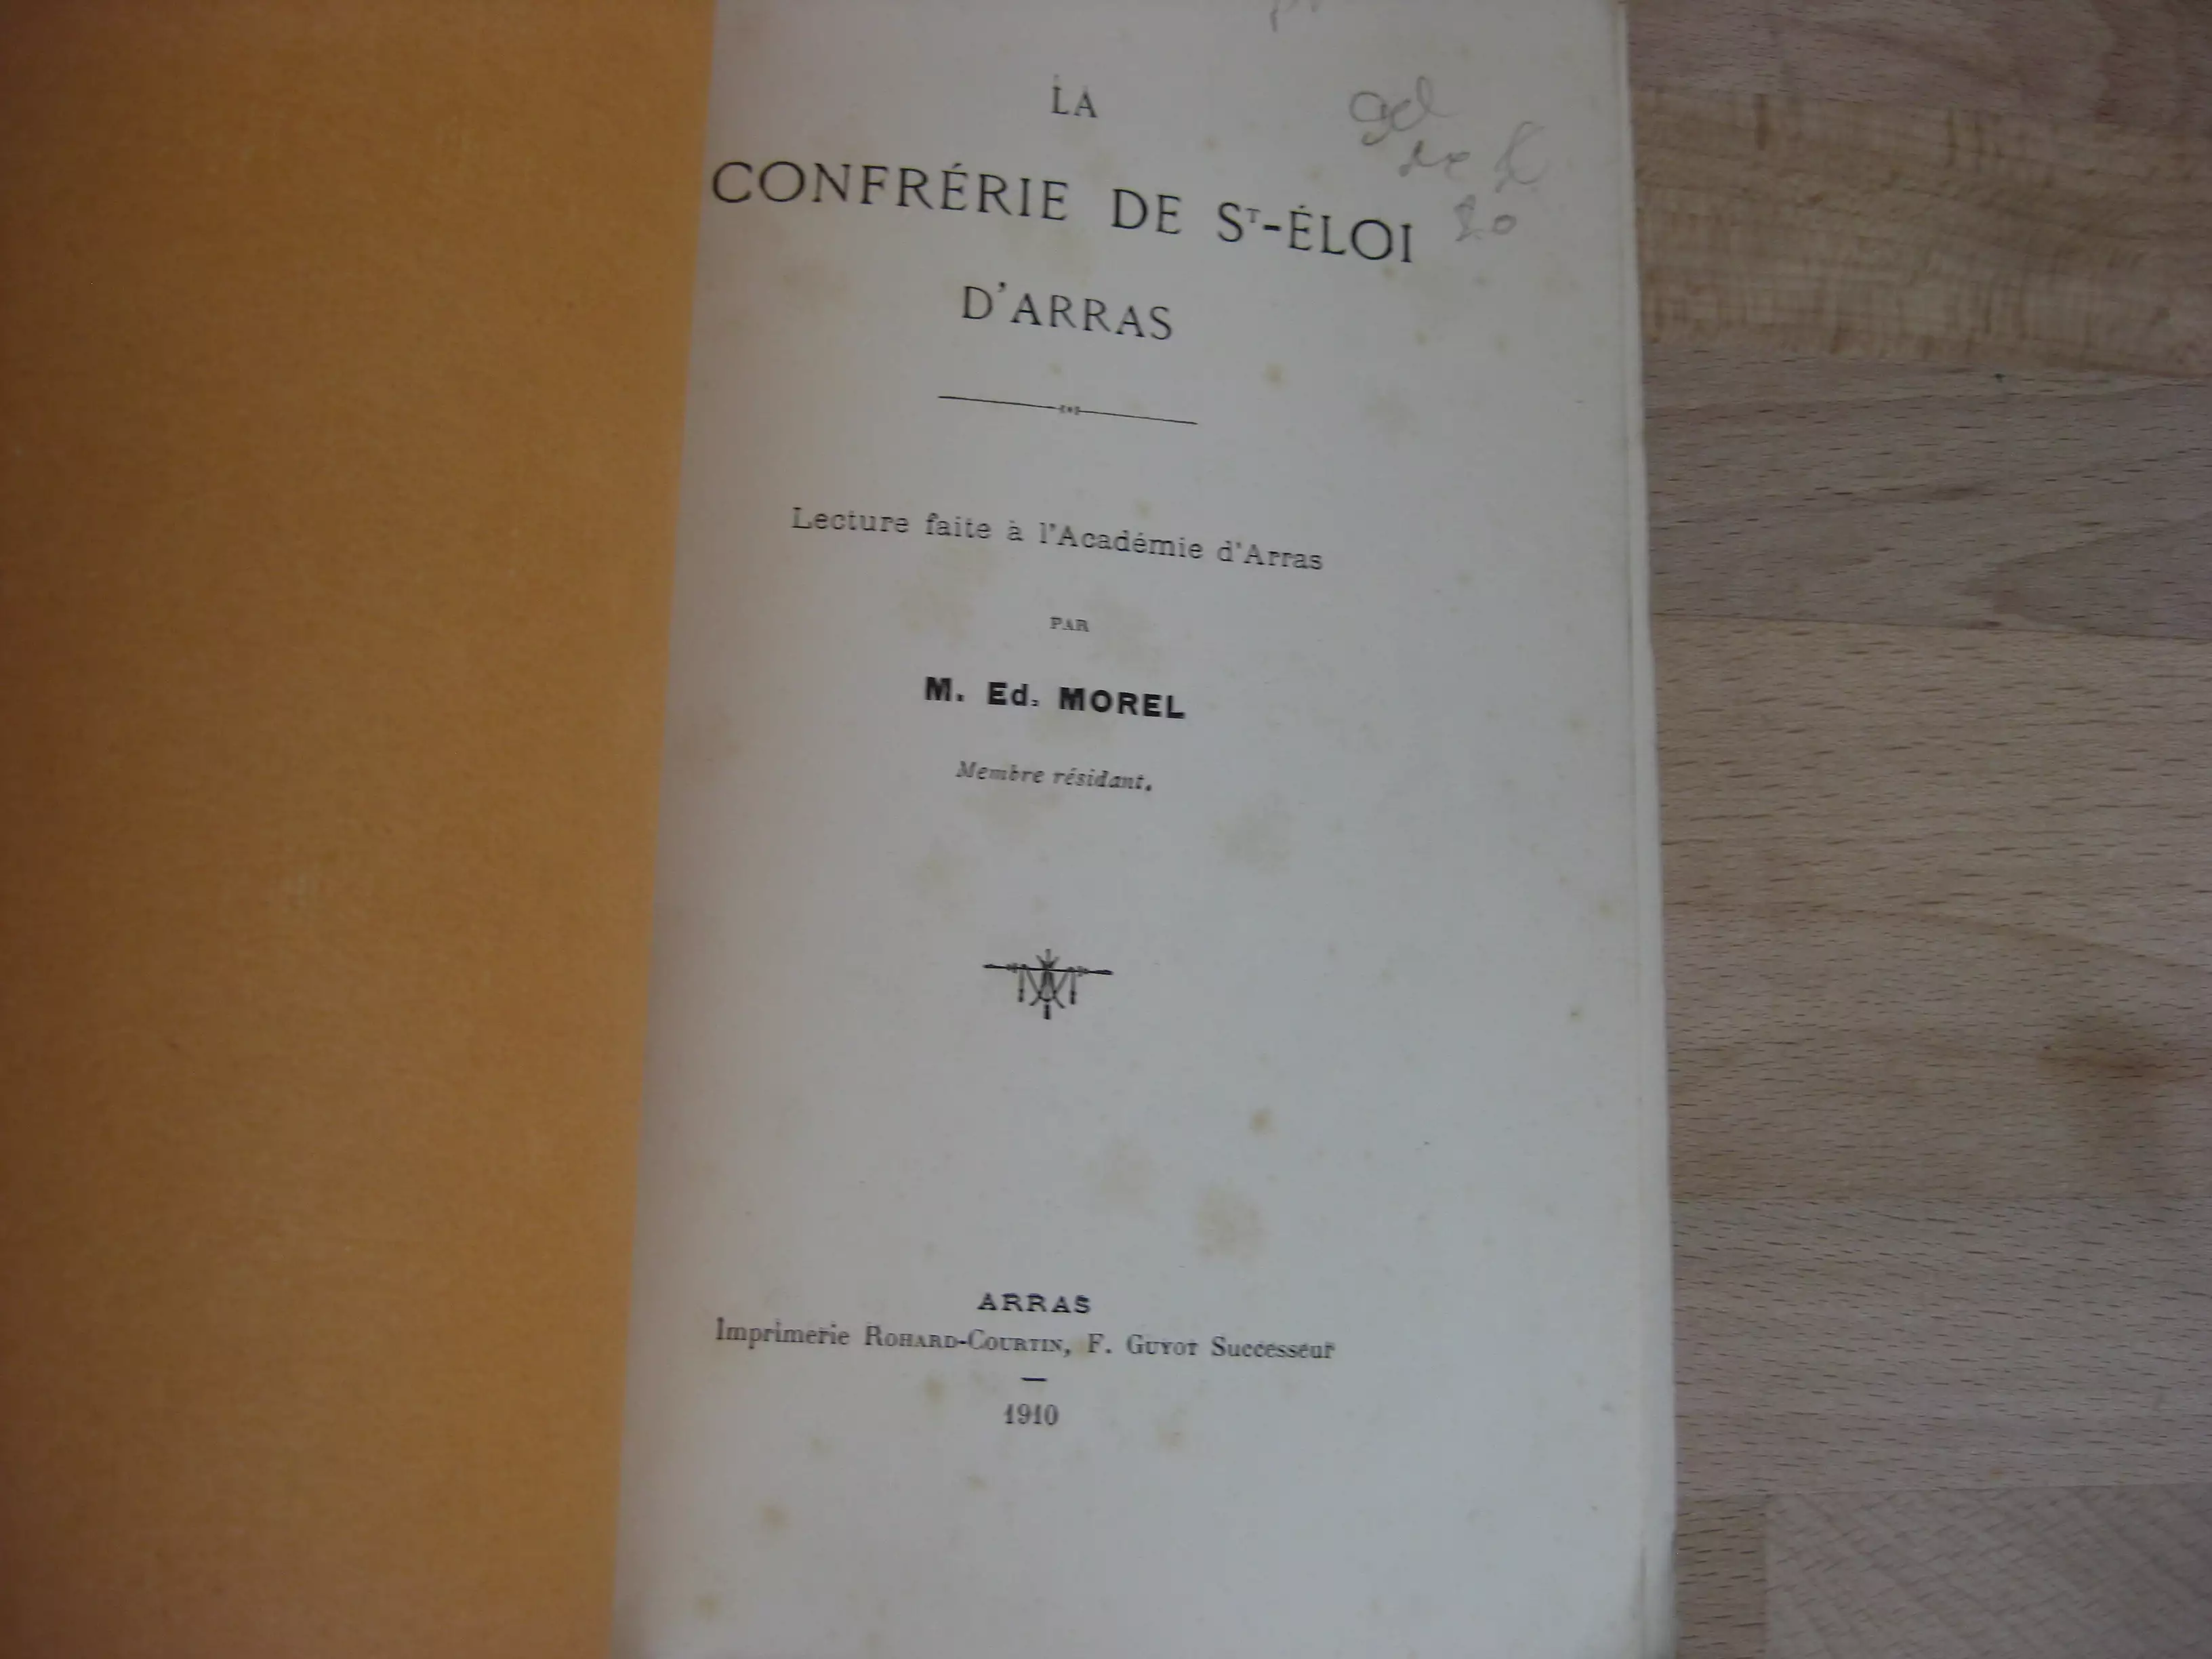 LA
CONFRÉRIE DE Sᵀ-ÉLOI
D'ARRAS
Lecture faite à l'Académie d'Arras
PAR
M. Ed. MOREL
Membre résidant.
ARRAS
Imprimerie ROHARD-COURTIN, F. GUYOT Successeur
1910